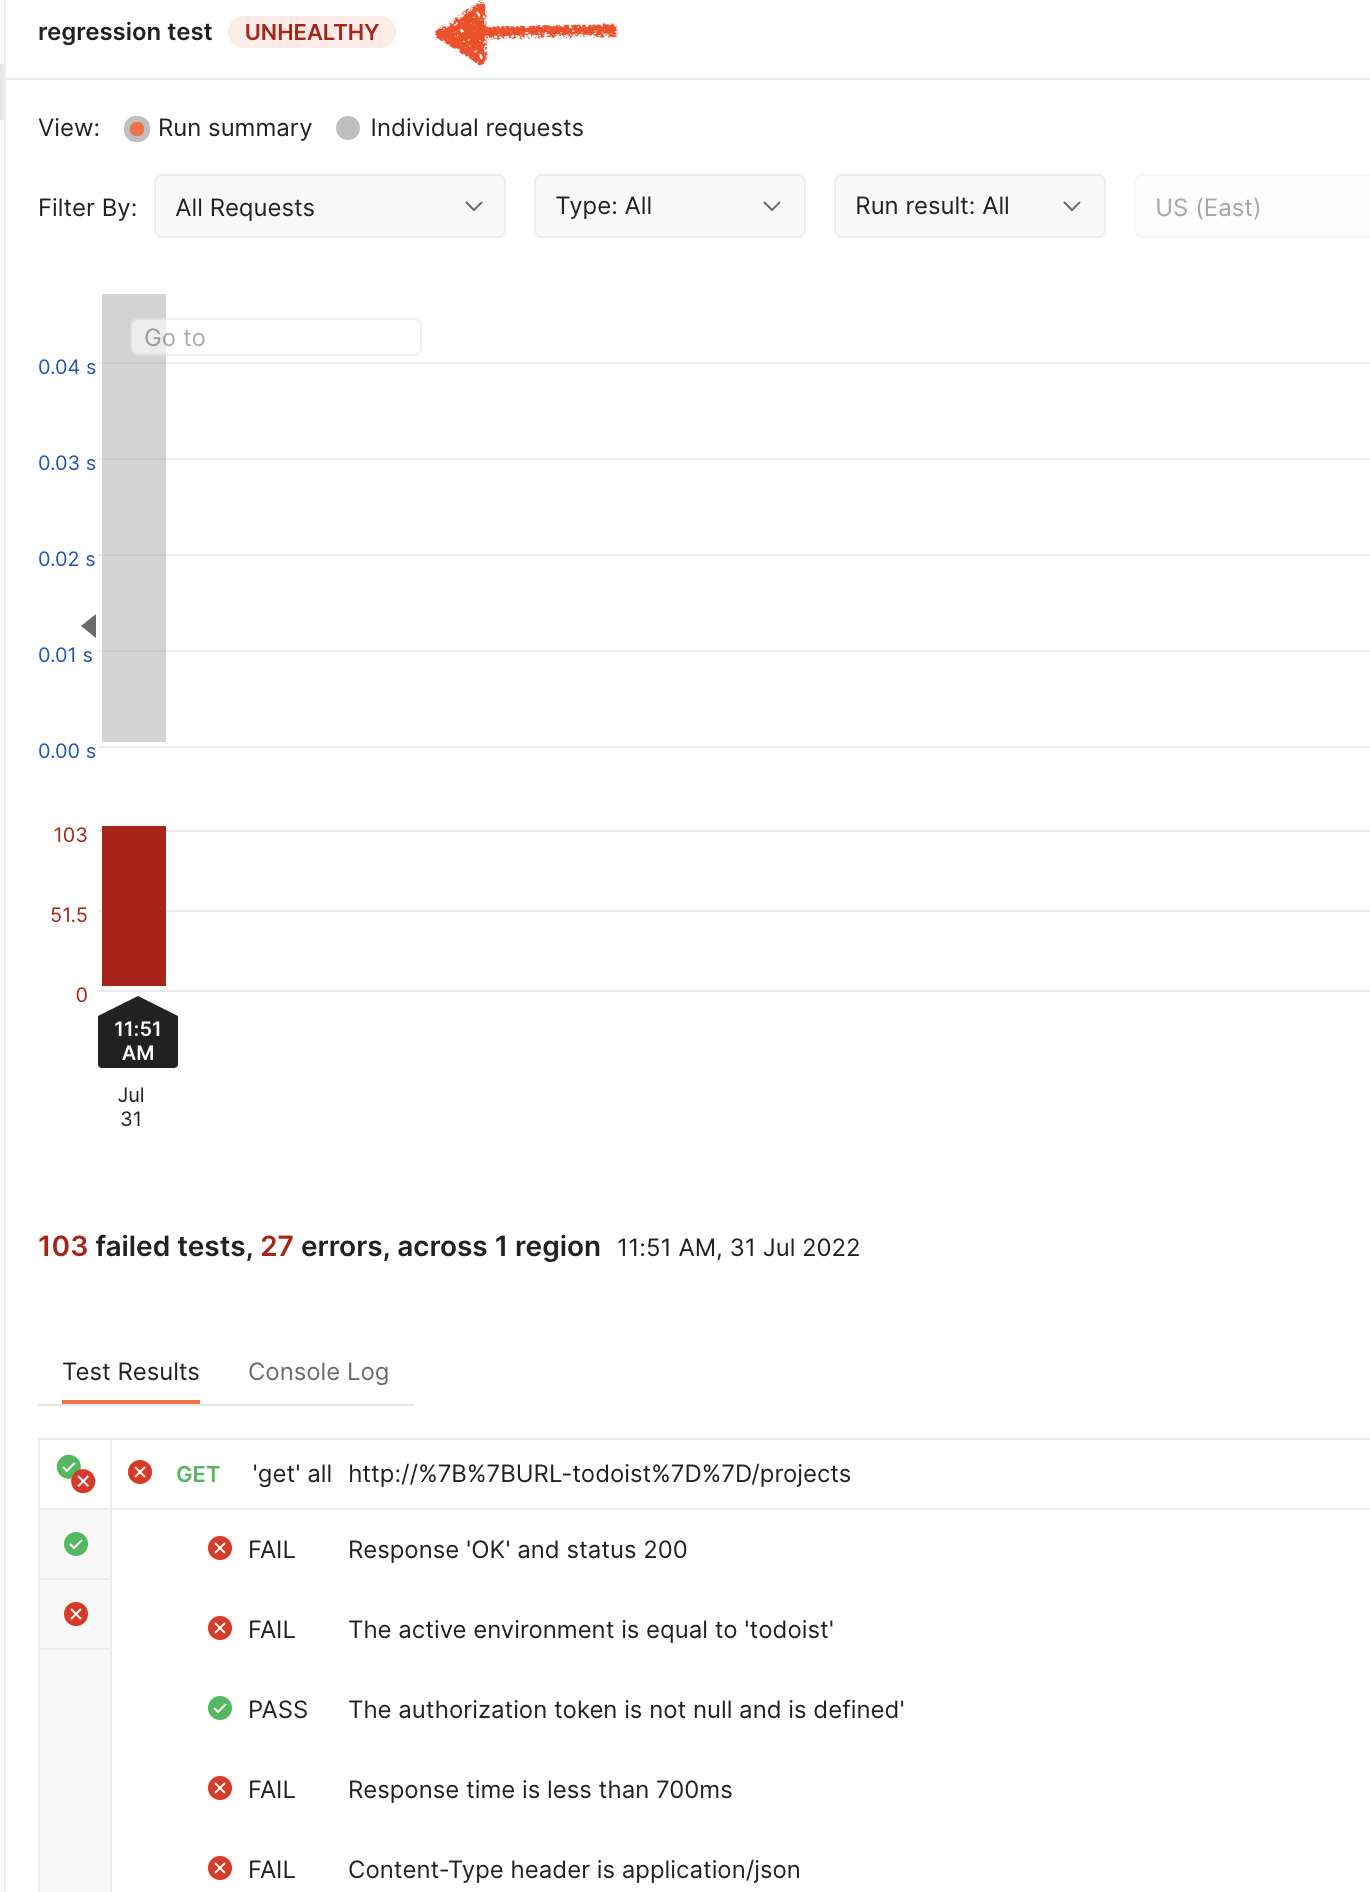 regression test UNHEALTHY
View: Run summary Individual requests
Filter By: All Requests Type: All Run result: All US (East)
Go to
0.04 s
0.03 s
0.02 s
0.01 s
0.00 s
103
51.5
0
11:51
AM
Jul
31
103 failed tests, 27 errors, across 1 region 11:51 AM, 31 Jul 2022
Test Results Console Log
GET 'get' all http://%7B%7BURL-todoist%7D%7D/projects
FAIL Response 'OK' and status 200
FAIL The active environment is equal to 'todoist'
PASS The authorization token is not null and is defined'
FAIL Response time is less than 700ms
FAIL Content-Type header is application/json